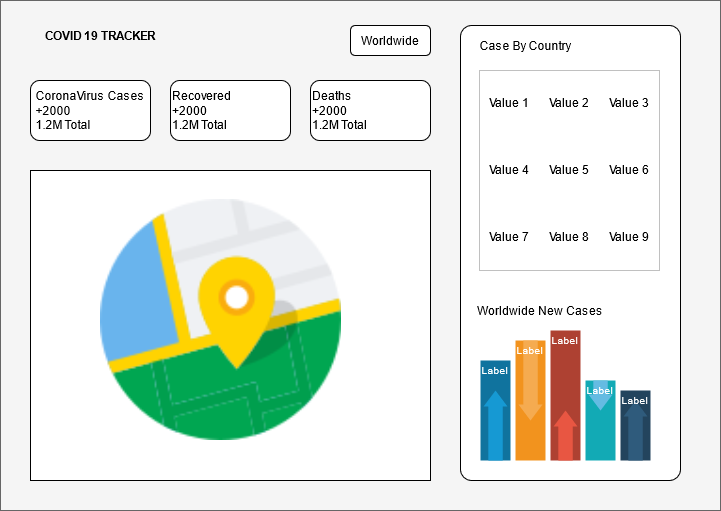 COVID 19 TRACKER
Worldwide
CoronaVirus Cases
+2000
1.2M Total
Recovered
+2000
1.2M Total
Deaths
+2000
1.2M Total
Case By Country
Value 1 Value 2 Value 3
Value 4 Value 5 Value 6
Value 7 Value 8 Value 9
Worldwide New Cases
Label
Label
Label
Label
Label